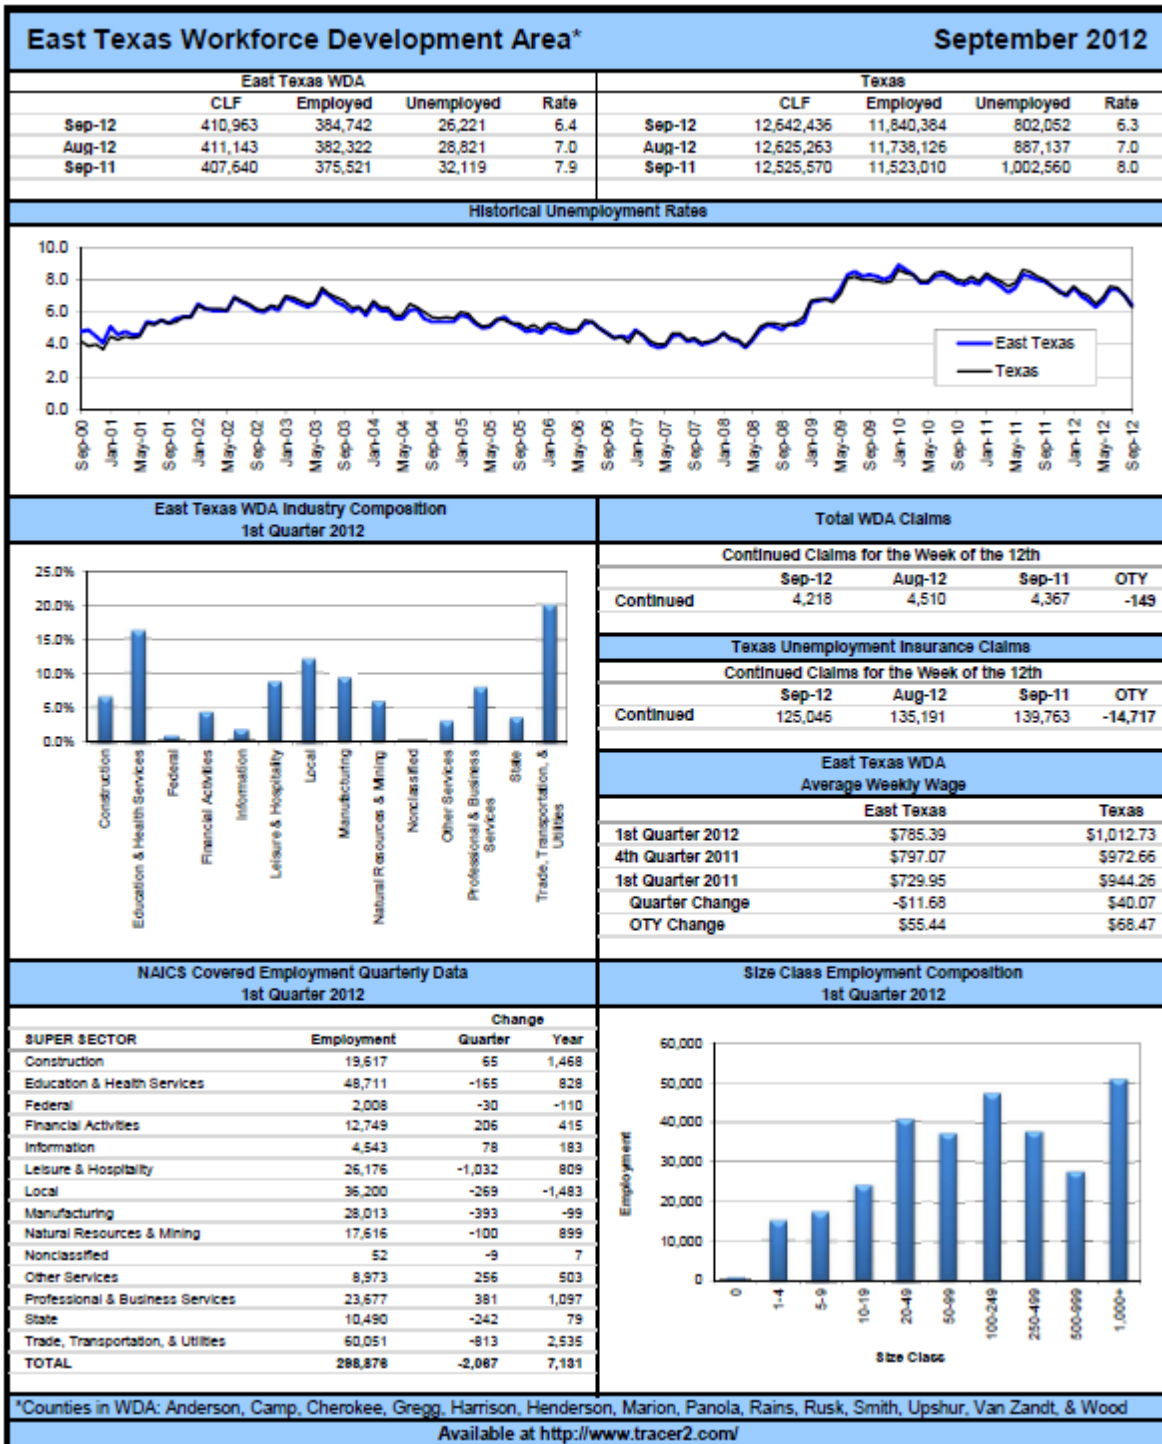 East Texas Workforce Development Area* September 2012
East Texas WDA
CLF Employed Unemployed Rate
Sep-12 410,963 384,742 26,221 6.4
Aug-12 411,143 382,322 28,821 7.0
Sep-11 407,640 375,521 32,119 7.9
Texas
CLF Employed Unemployed Rate
Sep-12 12,642,436 11,840,384 802,052 6.3
Aug-12 12,625,263 11,738,126 887,137 7.0
Sep-11 12,525,570 11,523,010 1,002,560 8.0
Historical Unemployment Rates
10.0
8.0
6.0
4.0
2.0
0.0
East Texas
Texas
Sep-00 Jan-01 May-01 Sep-01 Jan-02 May-02 Sep-02 Jan-03 May-03 Sep-03 Jan-04 May-04 Sep-04 Jan-05 May-05 Sep-05 Jan-06 May-06 Sep-06 Jan-07 May-07 Sep-07 Jan-08 May-08 Sep-08 Jan-09 May-09 Sep-09 Jan-10 May-10 Sep-10 Jan-11 May-11 Sep-11 Jan-12 May-12 Sep-12
East Texas WDA Industry Composition
1st Quarter 2012
25.0%
20.0%
15.0%
10.0%
5.0%
0.0%
Construction
Education & Health Services
Federal
Financial Activities
Information
Leisure & Hospitality
Local
Manufacturing
Natural Resources & Mining
Nonclassified
Other Services
Professional & Business
Services
State
Trade, Transportation, &
Utilities
Total WDA Claims
Continued Claims for the Week of the 12th
Sep-12 Aug-12 Sep-11 OTY
Continued 4,218 4,510 4,367 -149
Texas Unemployment Insurance Claims
Continued Claims for the Week of the 12th
Sep-12 Aug-12 Sep-11 OTY
Continued 125,046 135,191 139,763 -14,717
East Texas WDA
Average Weekly Wage
East Texas Texas
1st Quarter 2012 $785.39 $1,012.73
4th Quarter 2011 $797.07 $972.66
1st Quarter 2011 $729.95 $944.26
Quarter Change -$11.68 $40.07
OTY Change $55.44 $68.47
NAICS Covered Employment Quarterly Data
1st Quarter 2012
Change
SUPER SECTOR Employment Quarter Year
Construction 19,617 65 1,468
Education & Health Services 48,711 -165 828
Federal 2,008 -30 -110
Financial Activities 12,749 206 415
Information 4,543 78 183
Leisure & Hospitality 26,176 -1,032 809
Local 36,200 -269 -1,483
Manufacturing 28,013 -393 -99
Natural Resources & Mining 17,616 -100 899
Nonclassified 52 -9 7
Other Services 8,973 256 503
Professional & Business Services 23,677 381 1,097
State 10,490 -242 79
Trade, Transportation, & Utilities 60,051 -813 2,535
TOTAL 298,876 -2,067 7,131
Size Class Employment Composition
1st Quarter 2012
Employment
60,000
50,000
40,000
30,000
20,000
10,000
0
0 1-4 5-9 10-19 20-49 50-99 100-249 250-499 500-999 1,000+
Size Class
*Counties in WDA: Anderson, Camp, Cherokee, Gregg, Harrison, Henderson, Marion, Panola, Rains, Rusk, Smith, Upshur, Van Zandt, & Wood
Available at http://www.tracer2.com/